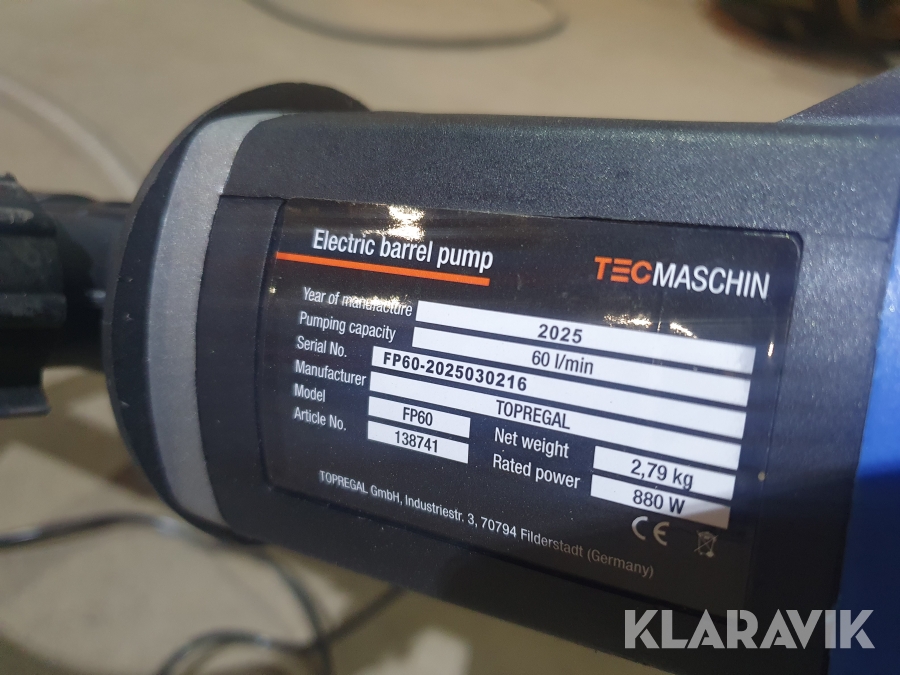 Electric barrel pump
TECMASCHIN
Year of manufacture 2025
Pumping capacity 60 l/min
Serial No. FP60-2025030216
Manufacturer TOPREGAL
Model FP60 Net weight 2,79 kg
Article No. 138741 Rated power 880 W
CE
TOPREGAL GmbH, Industriestr. 3, 70794 Filderstadt (Germany)
KLARAVIK